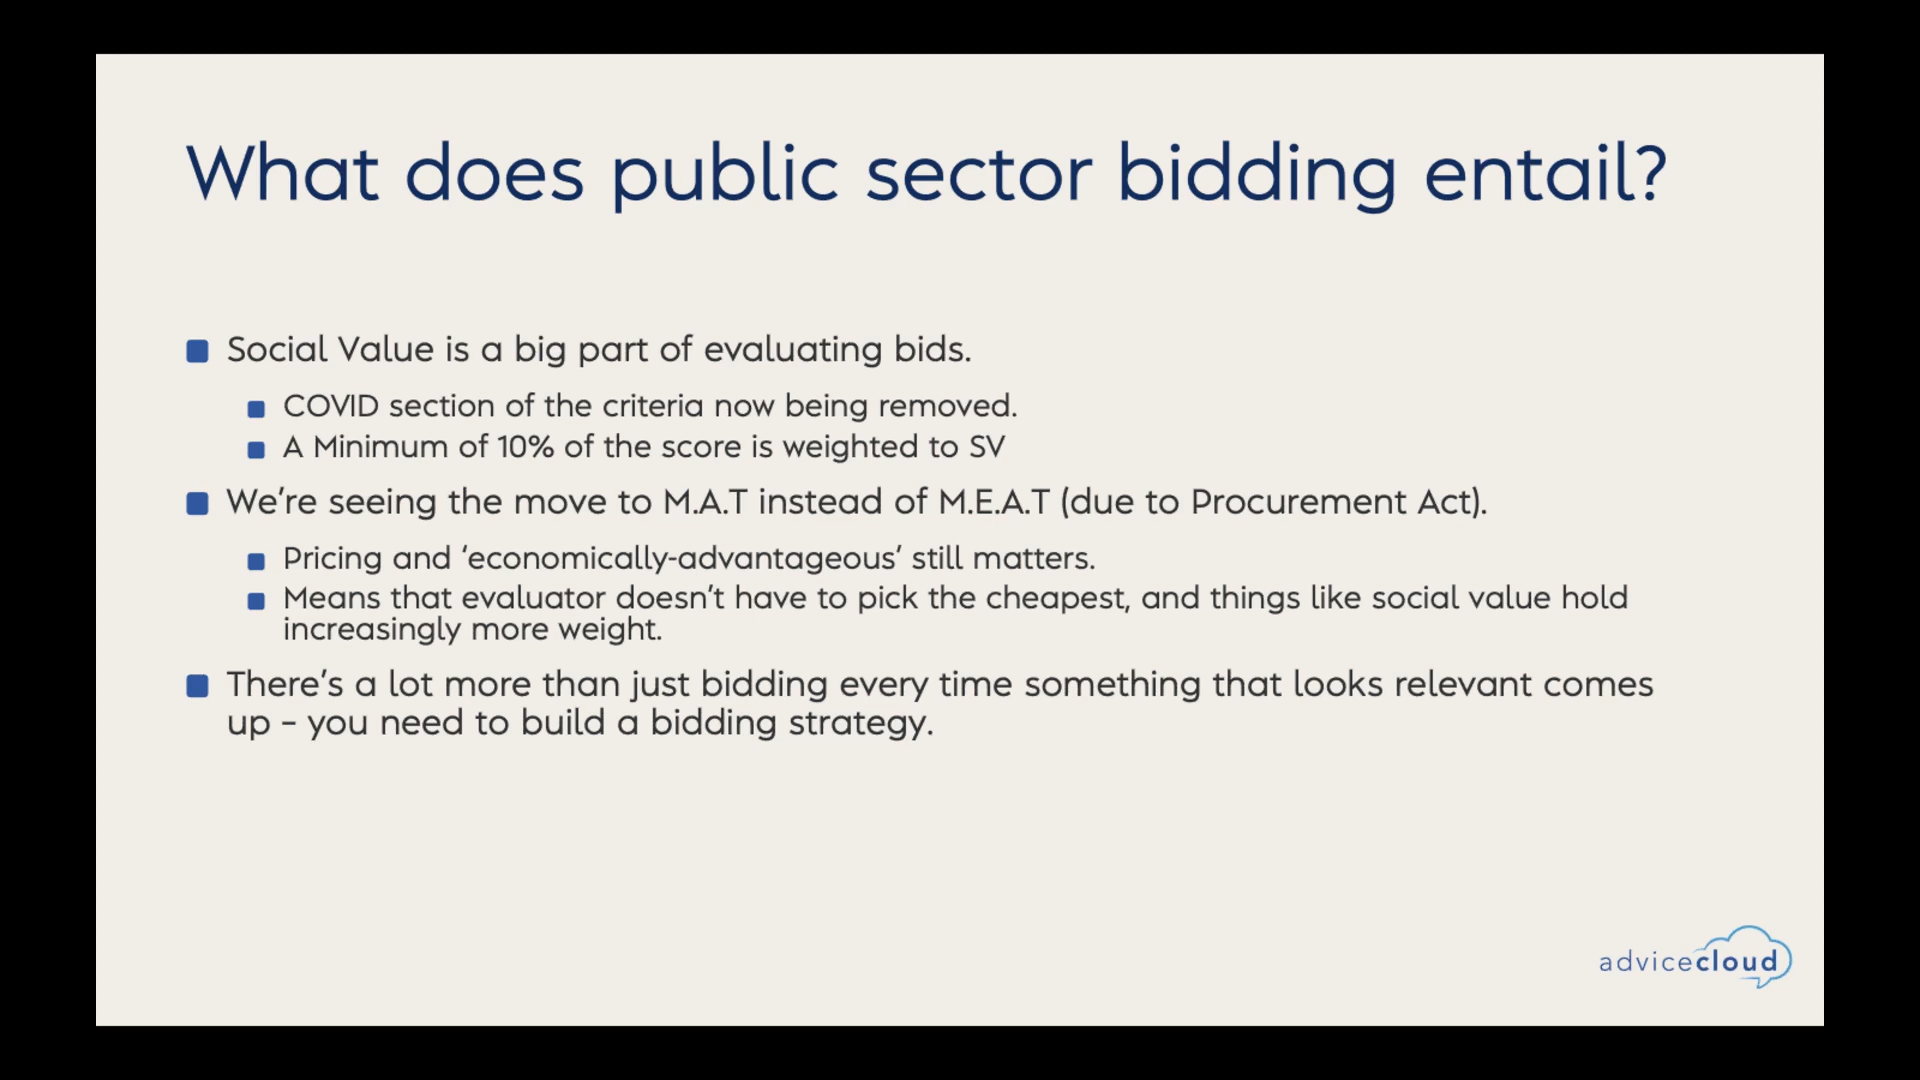 What does public sector bidding entail?
Social Value is a big part of evaluating bids.
COVID section of the criteria now being removed.
A Minimum of 10% of the score is weighted to SV
We're seeing the move to M.A.T instead of M.E.A.T (due to Procurement Act).
Pricing and ‘economically-advantageous’ still matters.
Means that evaluator doesn't have to pick the cheapest, and things like social value hold
increasingly more weight.
There's a lot more than just bidding every time something that looks relevant comes
up – you need to build a bidding strategy.
advicecloud